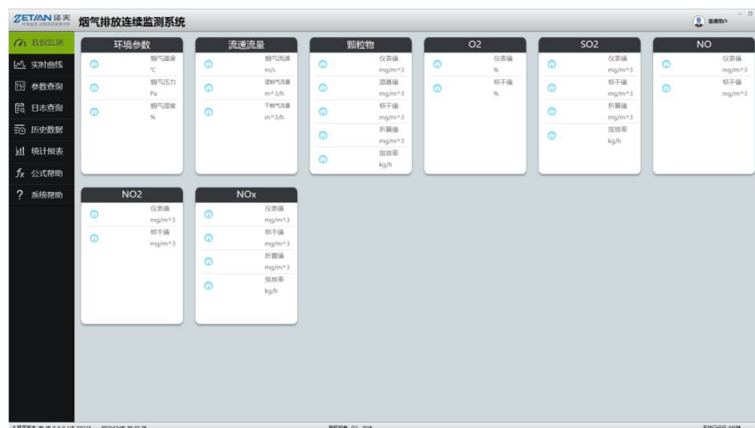 ZETIAN 泽天
烟气排放连续监测系统
普通用户
数据监测
实时曲线
参数查询
日志查询
历史数据
统计报表
fx 公式帮助
? 系统帮助
环境参数
烟气温度
℃
烟气压力
Pa
烟气湿度
%
流速流量
烟气流速
m/s
湿烟气流量
m^3/h
干烟气流量
m^3/h
颗粒物
仪表值
mg/m^3
湿基值
mg/m^3
标干值
mg/m^3
折算值
mg/m^3
排放率
kg/h
O2
仪表值
%
标干值
%
SO2
仪表值
mg/m^3
标干值
mg/m^3
折算值
mg/m^3
排放率
kg/h
NO
仪表值
mg/m^3
标干值
mg/m^3
NO2
仪表值
mg/m^3
标干值
mg/m^3
NOx
仪表值
mg/m^3
标干值
mg/m^3
折算值
mg/m^3
排放率
kg/h